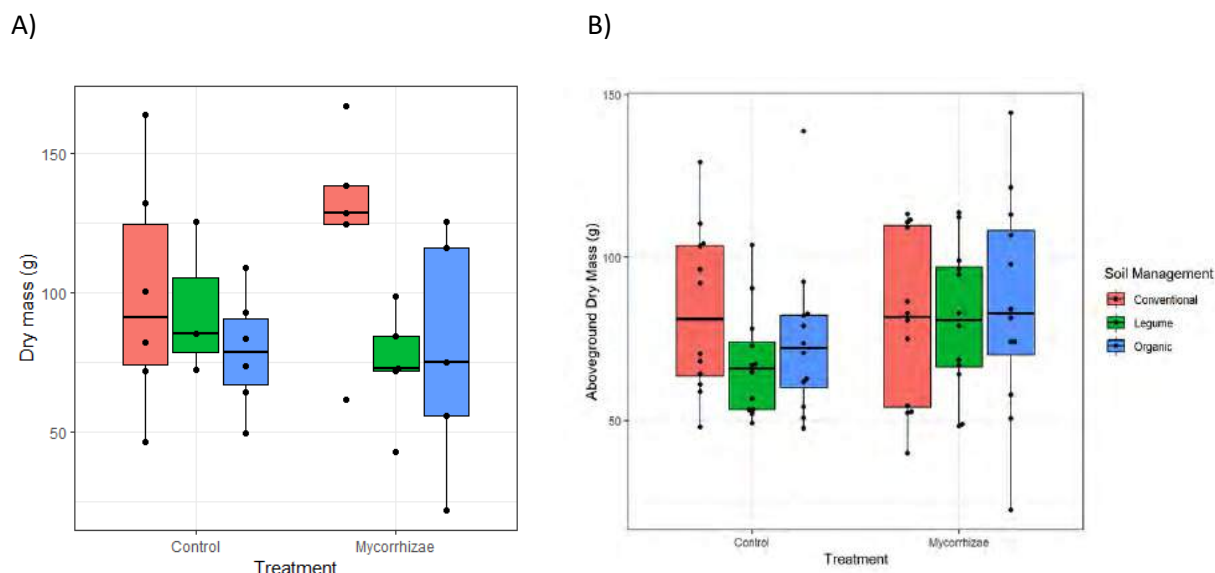 A)
B)
Dry mass (g)
150
100
50
Control
Mycorrhizae
Treatment
Aboveground Dry Mass (g)
150
100
50
Control
Mycorrhizae
Treatment
Soil Management
Conventional
Legume
Organic